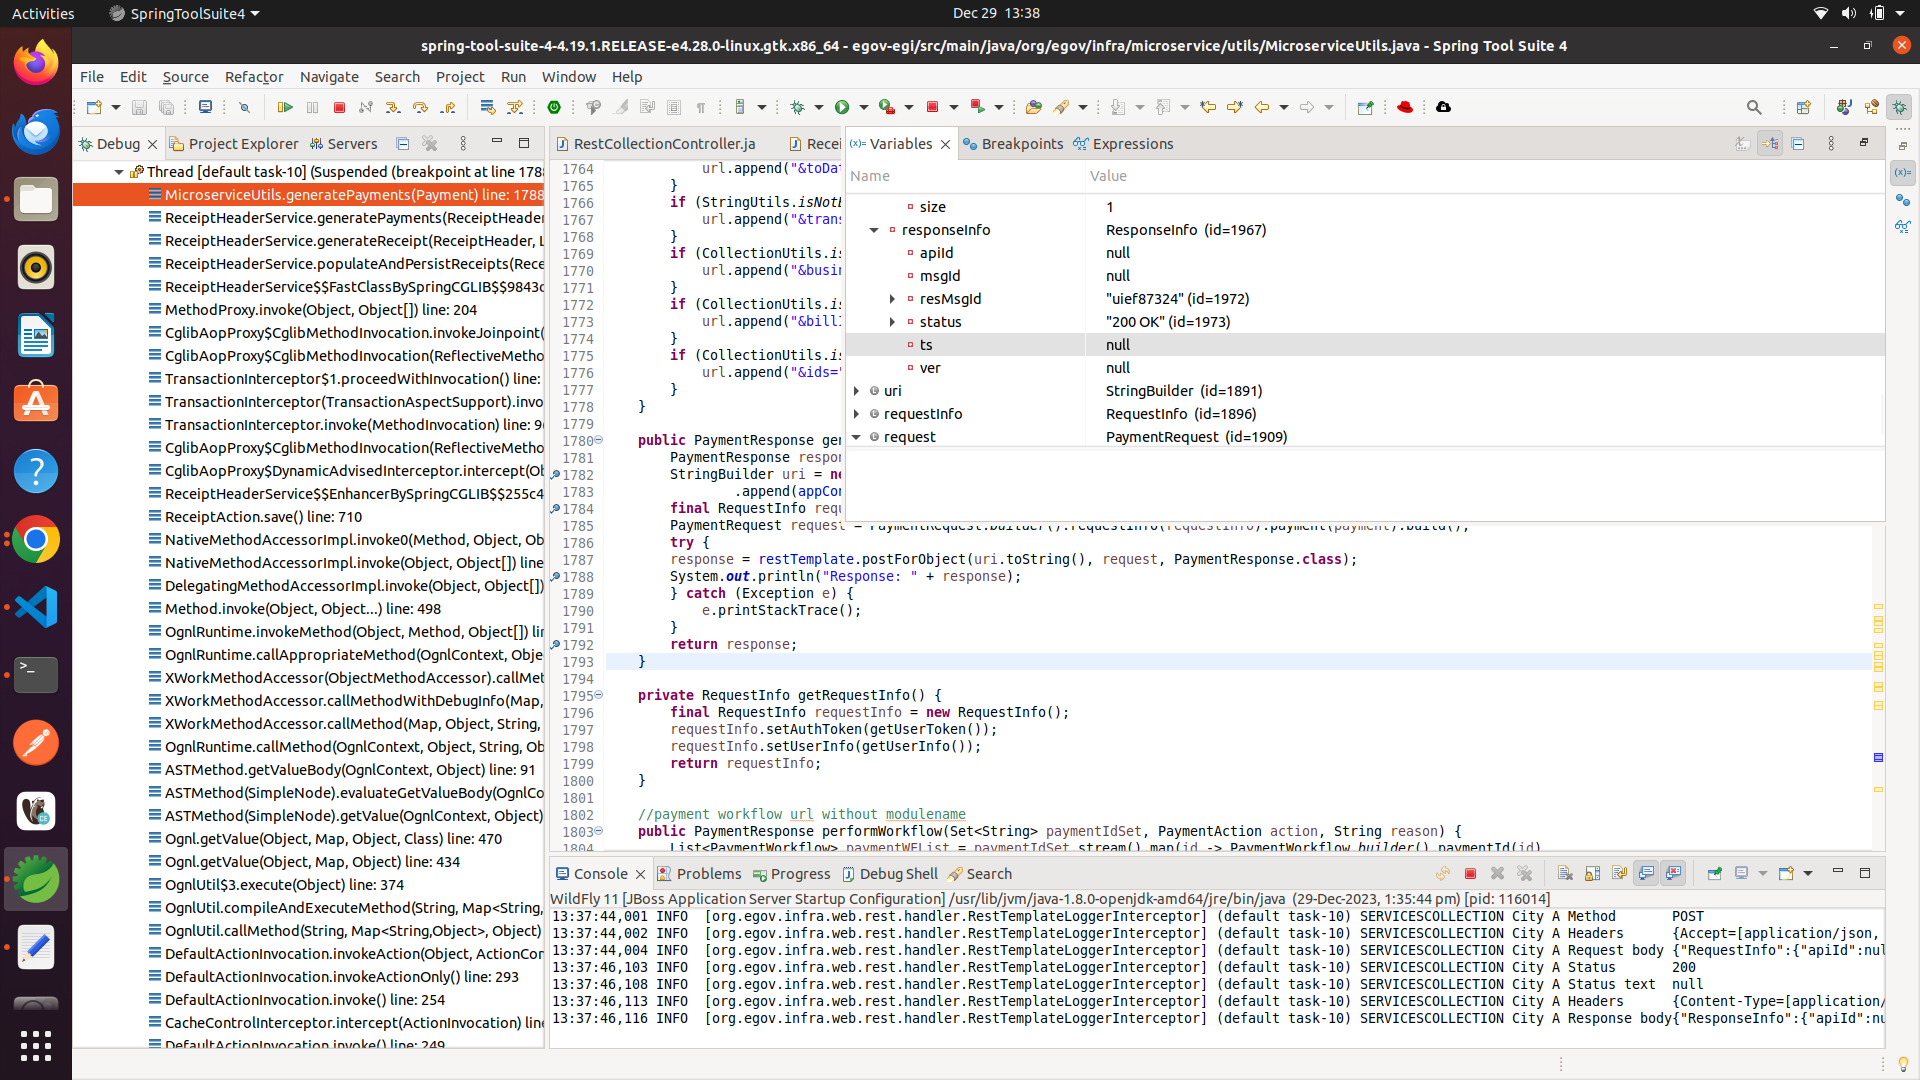 Activities
SpringToolSuite4
Dec 29 13:38
spring-tool-suite-4-4.19.1.RELEASE-e4.28.0-linux.gtk.x86_64 - egov-egi/src/main/java/org/egov/infra/microservice/utils/MicroserviceUtils.java - Spring Tool Suite 4
File Edit Source Refactor Navigate Search Project Run Window Help
Debug
Project Explorer
Servers
Thread [default task-10] (Suspended (breakpoint at line 1788
MicroserviceUtils.generatePayments(Payment) line: 1788
ReceiptHeaderService.generatePayments(ReceiptHeader
ReceiptHeaderService.generateReceipt(ReceiptHeader, L
ReceiptHeaderService.populateAndPersistReceipts(Rece
ReceiptHeaderService$$FastClassBySpringCGLIB$$9843c
MethodProxy.invoke(Object, Object[]) line: 204
CglibAopProxy$CglibMethodInvocation.invokeJoinpoint(
CglibAopProxy$CglibMethodInvocation(ReflectiveMetho
TransactionInterceptor$1.proceedWithInvocation() line:
TransactionInterceptor(TransactionAspectSupport).invo
TransactionInterceptor.invoke(MethodInvocation) line: 9
CglibAopProxy$CglibMethodInvocation(ReflectiveMetho
CglibAopProxy$DynamicAdvisedInterceptor.intercept(Ob
ReceiptHeaderService$$EnhancerBySpringCGLIB$$255c4
ReceiptAction.save() line: 710
NativeMethodAccessorImpl.invoke0(Method, Object, Ob
NativeMethodAccessorImpl.invoke(Object, Object[]) line
DelegatingMethodAccessorImpl.invoke(Object, Object[])
Method.invoke(Object, Object...) line: 498
OgnlRuntime.invokeMethod(Object, Method, Object[]) lin
OgnlRuntime.callAppropriateMethod(OgnlContext, Obje
XWorkMethodAccessor(ObjectMethodAccessor).callMet
XWorkMethodAccessor.callMethodWithDebugInfo(Map,
XWorkMethodAccessor.callMethod(Map, Object, String,
OgnlRuntime.callMethod(OgnlContext, Object, String, Ob
ASTMethod.getValueBody(OgnlContext, Object) line: 91
ASTMethod(SimpleNode).evaluateGetValueBody(OgnlCo
ASTMethod(SimpleNode).getValue(OgnlContext, Object)
Ognl.getValue(Object, Map, Object, Class) line: 470
Ognl.getValue(Object, Map, Object) line: 434
OgnlUtil$3.execute(Object) line: 374
OgnlUtil.compileAndExecuteMethod(String, Map<String,
OgnlUtil.callMethod(String, Map<String,Object>, Object)
DefaultActionInvocation.invokeAction(Object, ActionCon
DefaultActionInvocation.invokeActionOnly() line: 293
DefaultActionInvocation.invoke() line: 254
CacheControlInterceptor.intercept(ActionInvocation) line
DefaultActionInvocation.invoke() line: 249
RestCollectionController.ja
Recei
1764 url.append("&toDat
1765 }
1766 if (StringUtils.isNotB
1767 url.append("&trans
1768 }
1769 if (CollectionUtils.is
1770 url.append("&busin
1771 }
1772 if (CollectionUtils.is
1773 url.append("&billI
1774 }
1775 if (CollectionUtils.is
1776 url.append("&ids="
1777 }
1778 }
1779
1780 public PaymentResponse gen
1781 PaymentResponse respon
1782 StringBuilder uri = ne
1783 .append(appCon
1784 final RequestInfo requ
1785 PaymentRequest request = PaymentRequest.builder().requestInfo(requestInfo).payment(payment).build();
1786 try {
1787 response = restTemplate.postForObject(uri.toString(), request, PaymentResponse.class);
1788 System.out.println("Response: " + response);
1789 } catch (Exception e) {
1790 e.printStackTrace();
1791 }
1792 return response;
1793 }
1794
1795 private RequestInfo getRequestInfo() {
1796 final RequestInfo requestInfo = new RequestInfo();
1797 requestInfo.setAuthToken(getUserToken());
1798 requestInfo.setUserInfo(getUserInfo());
1799 return requestInfo;
1800 }
1801
1802 //payment workflow url without modulename
1803 public PaymentResponse performWorkflow(Set<String> paymentIdSet, PaymentAction action, String reason) {
1804 List<PaymentWorkflow> paymentWFList = paymentIdSet.stream().map(id -> PaymentWorkflow.builder().paymentId(id)
(x)= Variables
Breakpoints
Expressions
Name Value
size 1
responseInfo ResponseInfo (id=1967)
apiId null
msgId null
resMsgId "uief87324" (id=1972)
status "200 OK" (id=1973)
ts null
ver null
uri StringBuilder (id=1891)
requestInfo RequestInfo (id=1896)
request PaymentRequest (id=1909)
Console
Problems
Progress
Debug Shell
Search
WildFly 11 [JBoss Application Server Startup Configuration] /usr/lib/jvm/java-1.8.0-openjdk-amd64/jre/bin/java (29-Dec-2023, 1:35:44 pm) [pid: 116014]
13:37:44,001 INFO [org.egov.infra.web.rest.handler.RestTemplateLoggerInterceptor] (default task-10) SERVICESCOLLECTION City A Method POST
13:37:44,002 INFO [org.egov.infra.web.rest.handler.RestTemplateLoggerInterceptor] (default task-10) SERVICESCOLLECTION City A Headers {Accept=[application/json,
13:37:44,004 INFO [org.egov.infra.web.rest.handler.RestTemplateLoggerInterceptor] (default task-10) SERVICESCOLLECTION City A Request body {"RequestInfo":{"apiId":nul
13:37:46,103 INFO [org.egov.infra.web.rest.handler.RestTemplateLoggerInterceptor] (default task-10) SERVICESCOLLECTION City A Status 200
13:37:46,108 INFO [org.egov.infra.web.rest.handler.RestTemplateLoggerInterceptor] (default task-10) SERVICESCOLLECTION City A Status text null
13:37:46,113 INFO [org.egov.infra.web.rest.handler.RestTemplateLoggerInterceptor] (default task-10) SERVICESCOLLECTION City A Headers {Content-Type=[application/
13:37:46,116 INFO [org.egov.infra.web.rest.handler.RestTemplateLoggerInterceptor] (default task-10) SERVICESCOLLECTION City A Response body{"ResponseInfo":{"apiId":nu